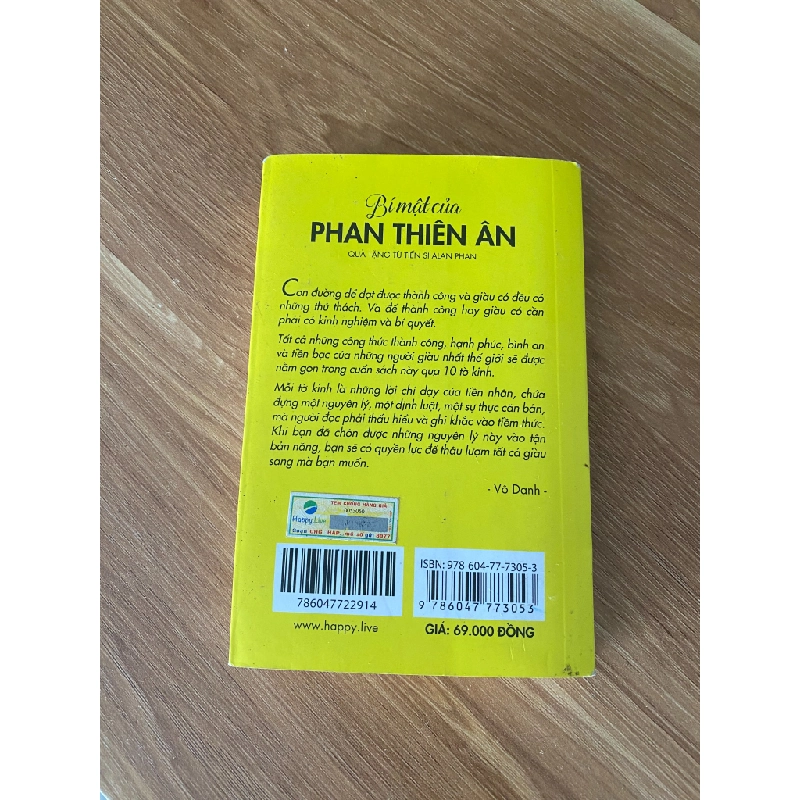 Bí mật của
PHAN THIÊN ÂN
QUÀ TẶNG TỪ TIẾN SĨ ALAN PHAN
Con đường để đạt được thành công và giàu có đều có
những thử thách. Và để thành công hay giàu có cần
phải có kinh nghiệm và bí quyết.
Tất cả những công thức thành công, hạnh phúc, bình an
và tiền bạc của những người giàu nhất thế giới sẽ được
nằm gọn trong cuốn sách này qua 10 tờ kinh.
Mỗi tờ kinh là những lời chỉ dạy của tiền nhân, chứa
đựng một nguyên lý, một định luật, một sự thực căn bản,
mà người đọc phải thấu hiểu và ghi khắc vào tiềm thức.
Khi bạn đã chôn được những nguyên lý này vào tận
bản năng, bạn sẽ có quyền lực để thâu lượm tất cả giàu
sang mà bạn muốn.
- Vô Danh -
TEM CHỐNG HÀNG GIẢ
Happy.Live
ISBN: 978 604-77-7305-3
786047722914
9 786047 773053
www.happy.live
GIÁ: 69.000 ĐỒNG